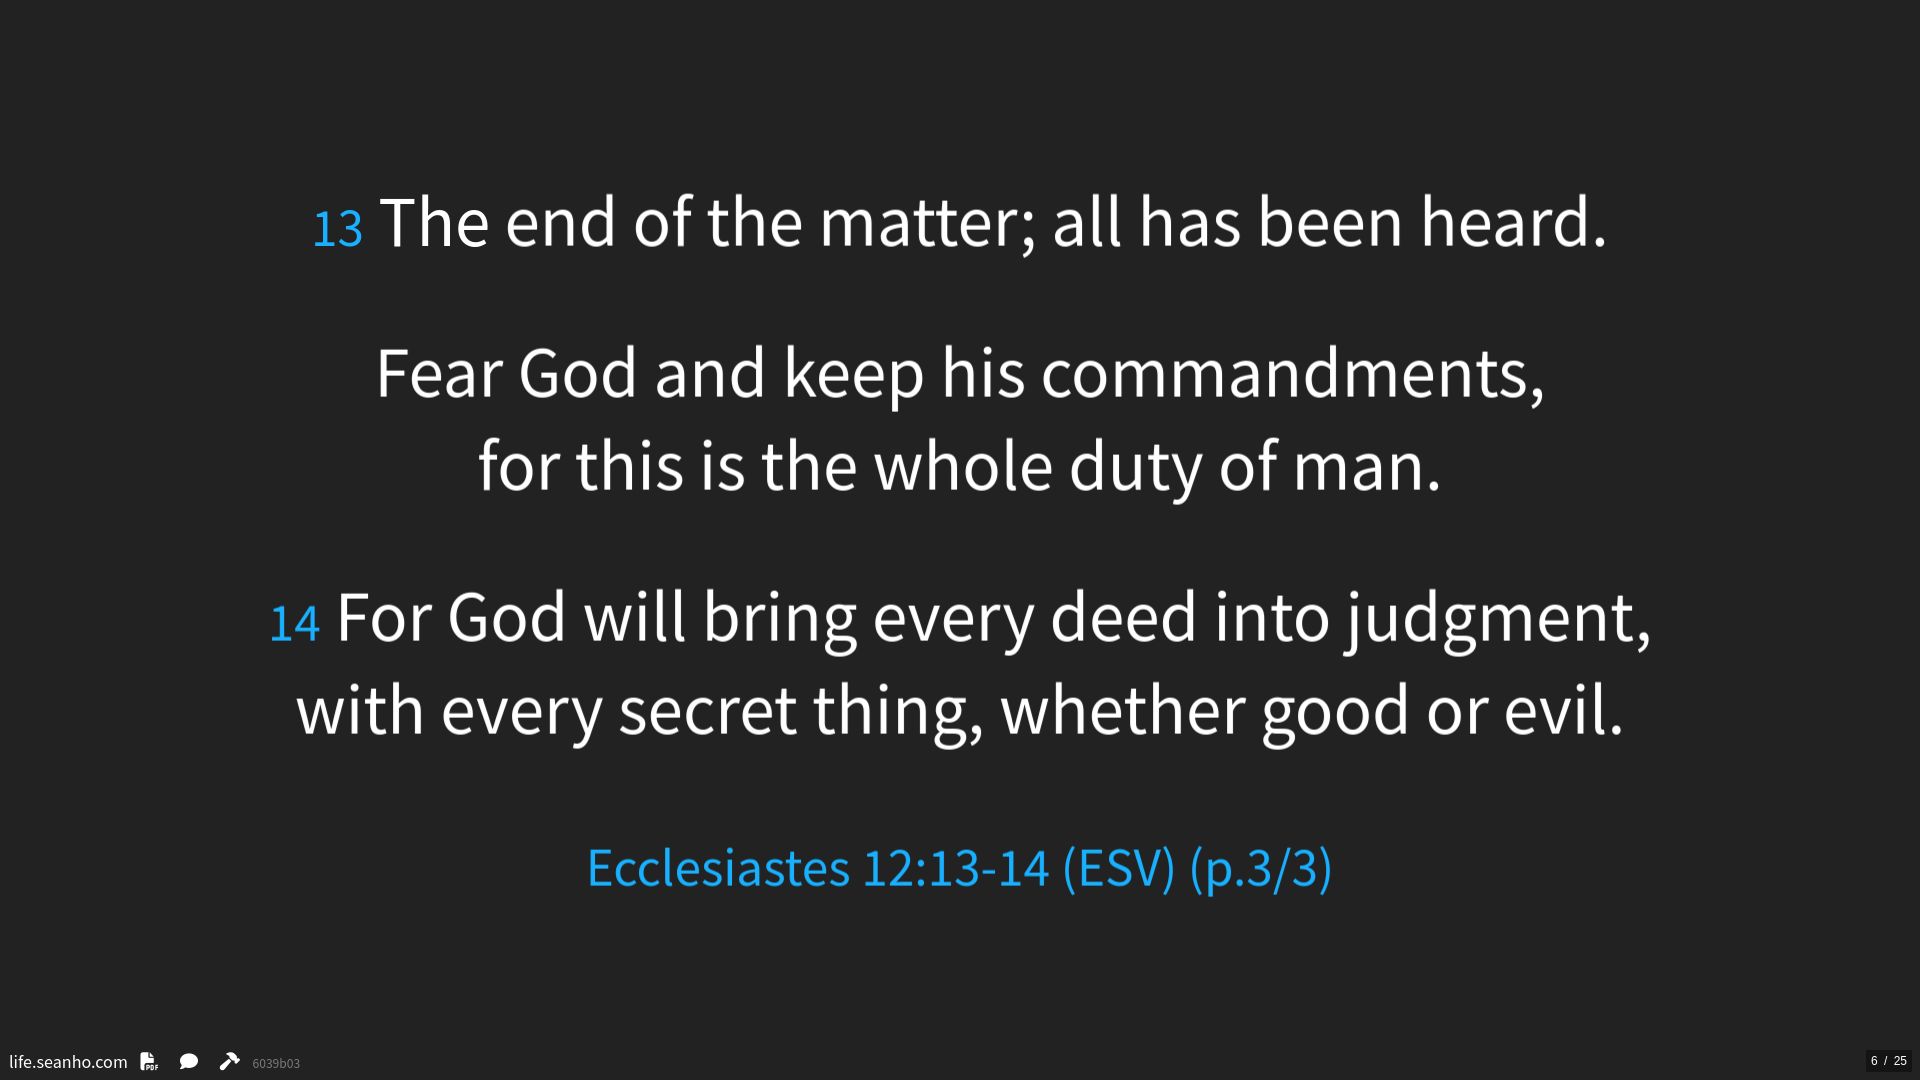 13 The end of the matter; all has been heard.
Fear God and keep his commandments,
for this is the whole duty of man.
14 For God will bring every deed into judgment,
with every secret thing, whether good or evil.
Ecclesiastes 12:13-14 (ESV) (p.3/3)
life.seanho.com PDF 6039b03
6 / 25